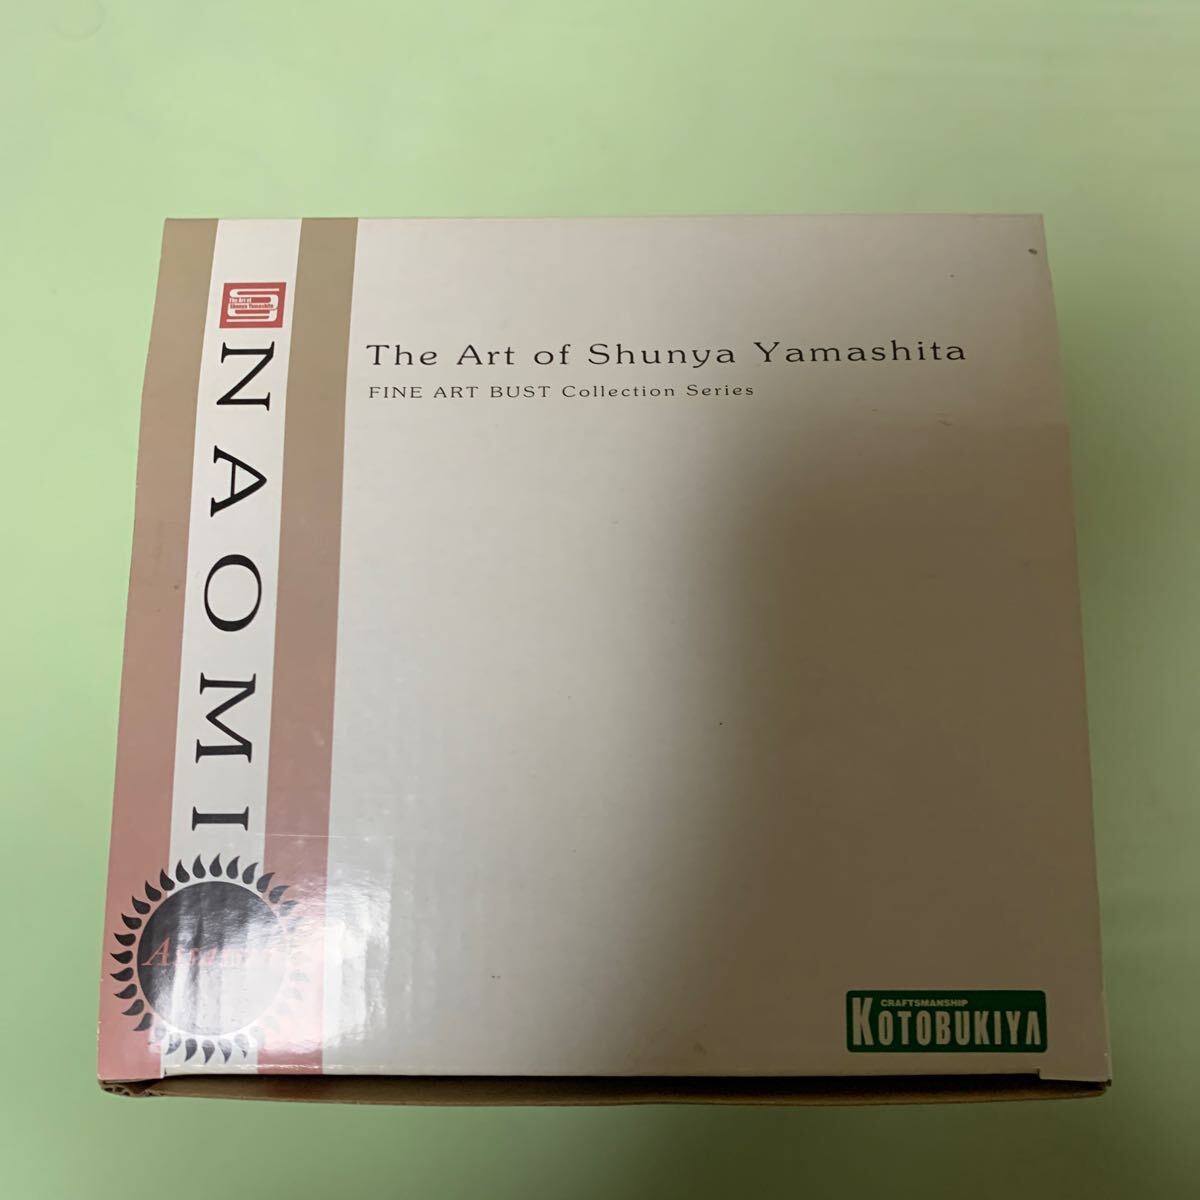 The Art of
Shunya Yamashita
NAOMI
The Art of Shunya Yamashita
FINE ART BUST Collection Series
CRAFTSMANSHIP
KOTOBUKIYA